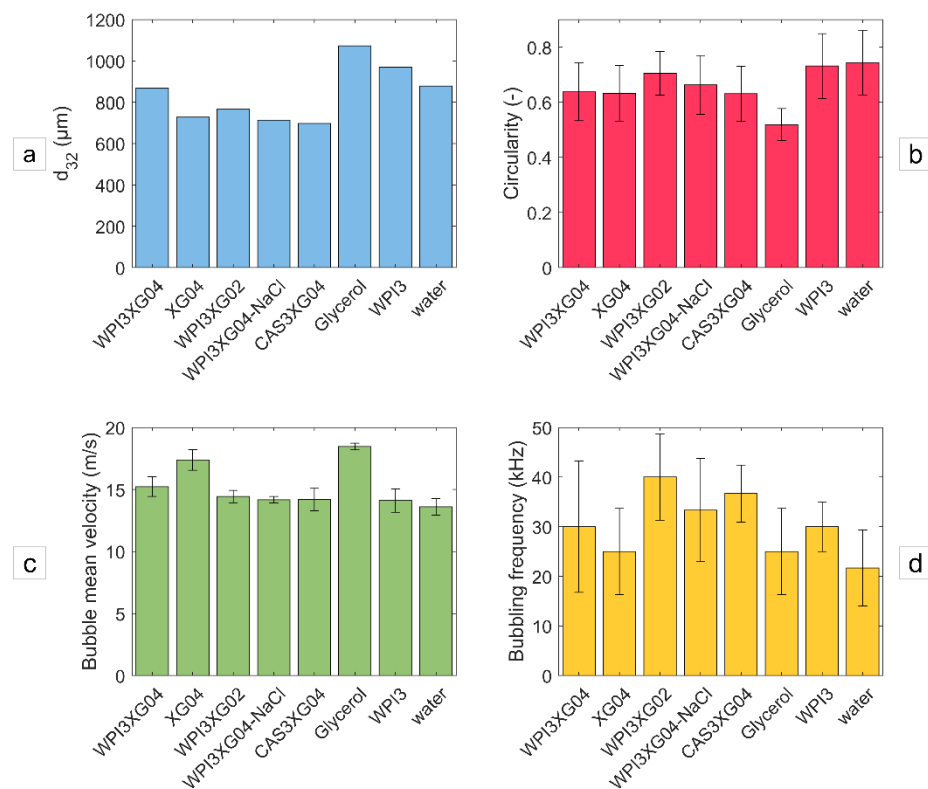 a
d32 (µm)
1200
1000
800
600
400
200
0
WPI3XG04
XG04
WPI3XG02
WPI3XG04-NaCl
CAS3XG04
Glycerol
WPI3
water
b
Circularity (-)
0.8
0.6
0.4
0.2
0
WPI3XG04
XG04
WPI3XG02
WPI3XG04-NaCl
CAS3XG04
Glycerol
WPI3
water
c
Bubble mean velocity (m/s)
20
15
10
5
0
WPI3XG04
XG04
WPI3XG02
WPI3XG04-NaCl
CAS3XG04
Glycerol
WPI3
water
d
Bubbling frequency (kHz)
50
40
30
20
10
0
WPI3XG04
XG04
WPI3XG02
WPI3XG04-NaCl
CAS3XG04
Glycerol
WPI3
water